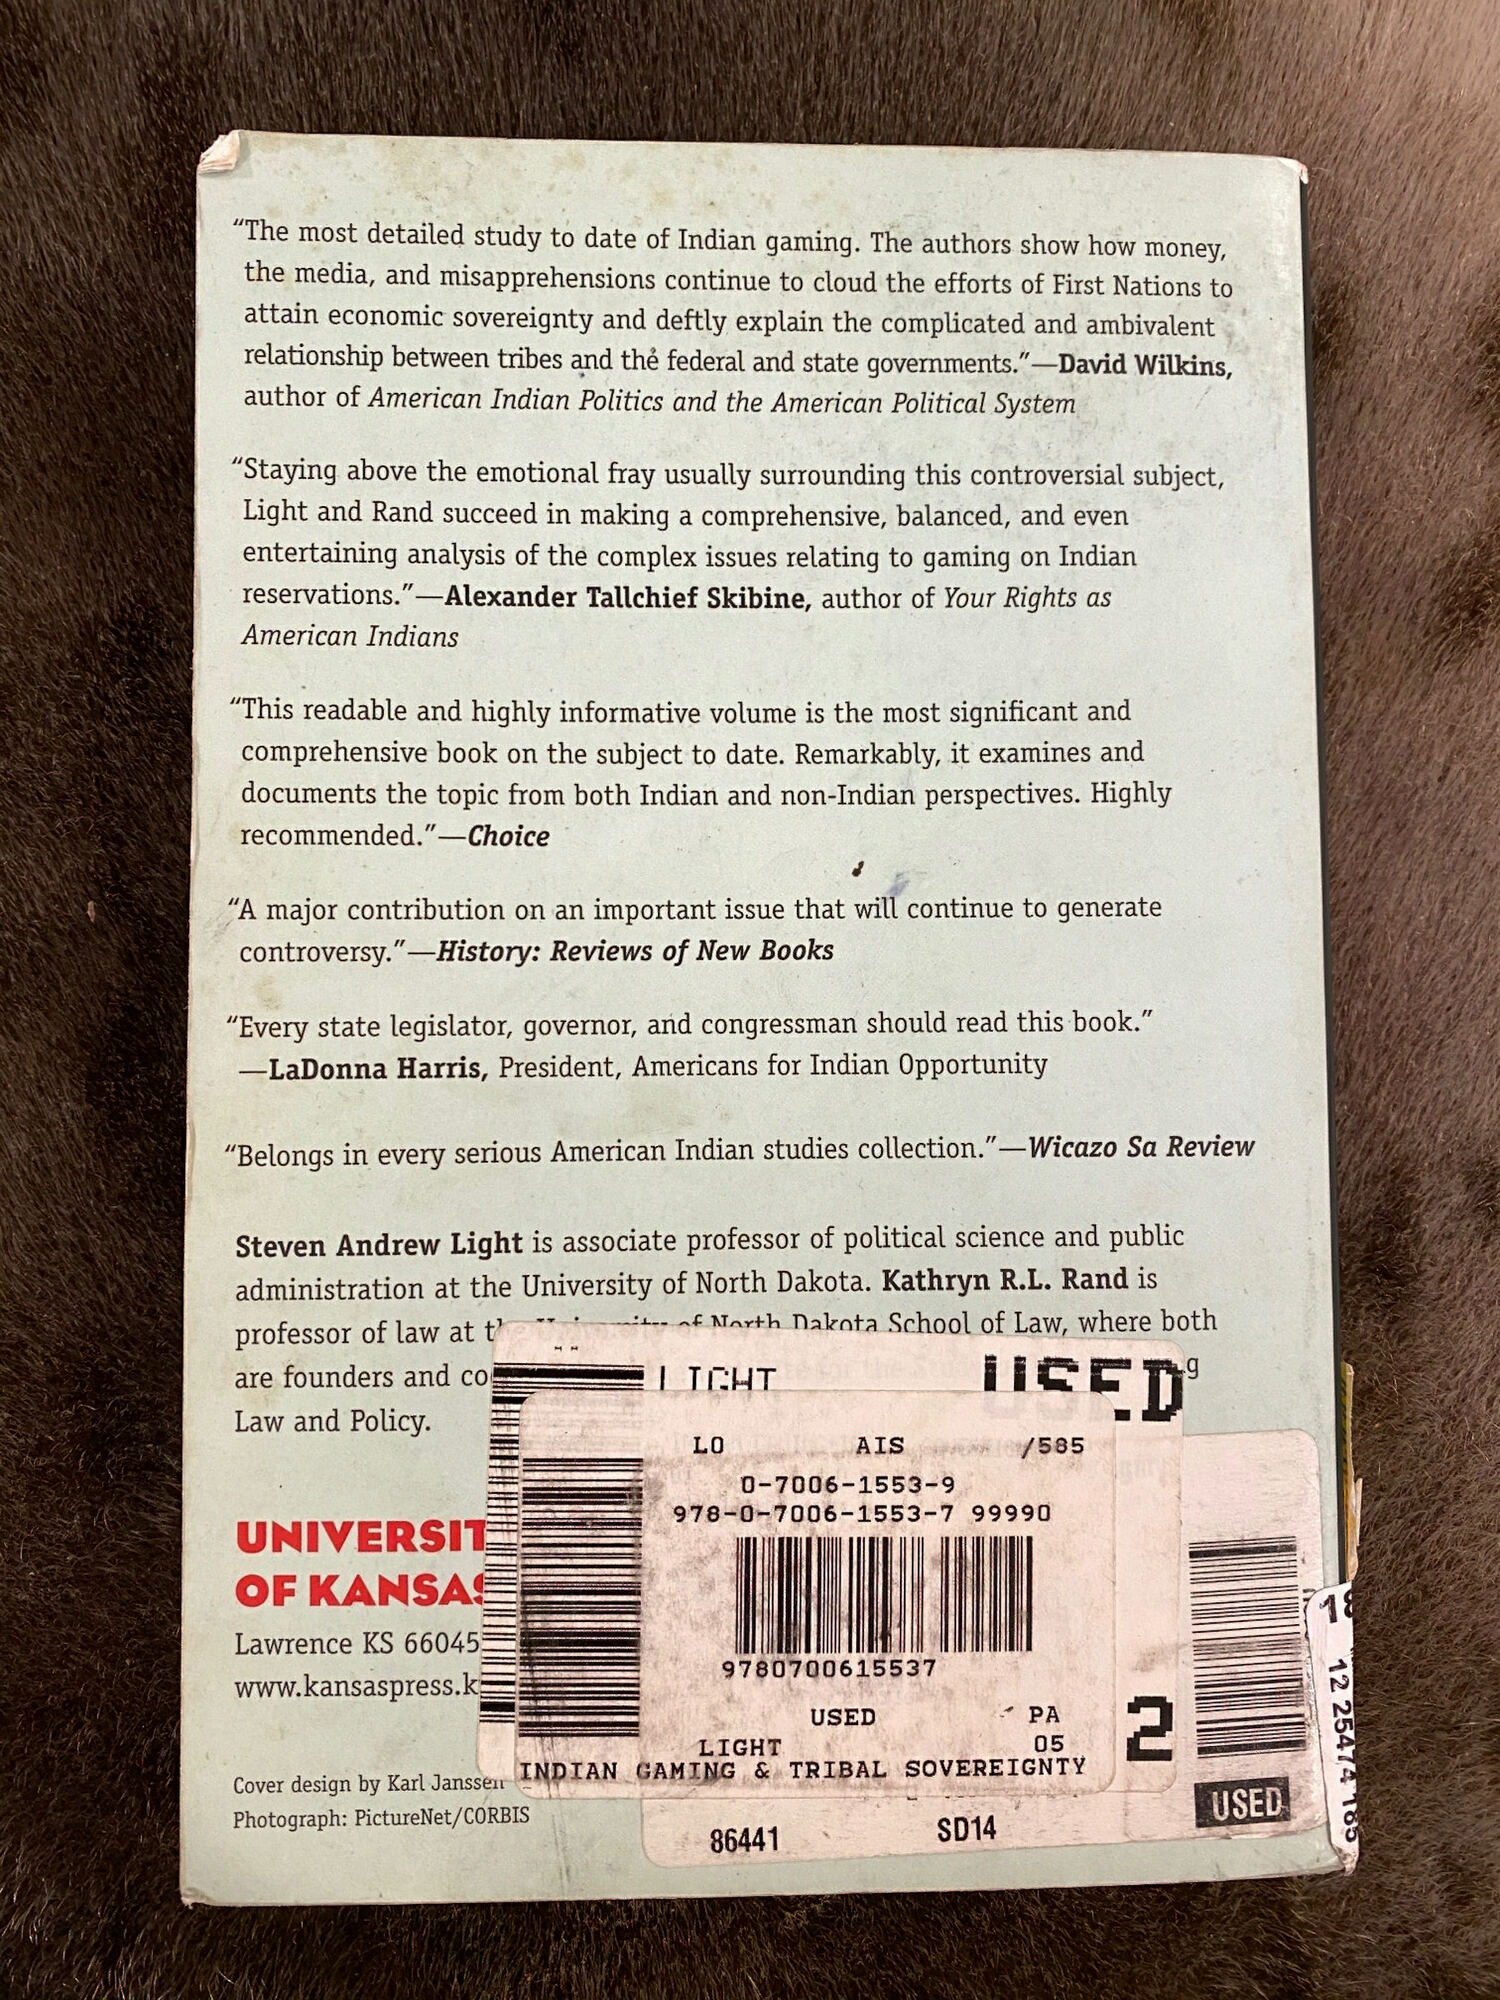 “The most detailed study to date of Indian gaming. The authors show how money,
the media, and misapprehensions continue to cloud the efforts of First Nations to
attain economic sovereignty and deftly explain the complicated and ambivalent
relationship between tribes and the federal and state governments.”—David Wilkins,
author of American Indian Politics and the American Political System
“Staying above the emotional fray usually surrounding this controversial subject,
Light and Rand succeed in making a comprehensive, balanced, and even
entertaining analysis of the complex issues relating to gaming on Indian
reservations.”—Alexander Tallchief Skibine, author of Your Rights as
American Indians
“This readable and highly informative volume is the most significant and
comprehensive book on the subject to date. Remarkably, it examines and
documents the topic from both Indian and non-Indian perspectives. Highly
recommended.”—Choice
“A major contribution on an important issue that will continue to generate
controversy.”—History: Reviews of New Books
“Every state legislator, governor, and congressman should read this book.”
—LaDonna Harris, President, Americans for Indian Opportunity
“Belongs in every serious American Indian studies collection.”—Wicazo Sa Review
Steven Andrew Light is associate professor of political science and public
administration at the University of North Dakota. Kathryn R.L. Rand is
professor of law at the University of North Dakota School of Law, where both
are founders and co
Law and Policy.
LIGHT USED
LO AIS /585
0-7006-1553-9
978-0-7006-1553-7 99990
9780700615537
USED PA
LIGHT 05
INDIAN GAMING & TRIBAL SOVEREIGNTY
2
UNIVERSIT
OF KANSAS
Lawrence KS 66045
www.kansaspress.k
Cover design by Karl Janssen
Photograph: PictureNet/CORBIS
86441 SD14
USED
12 25474 185